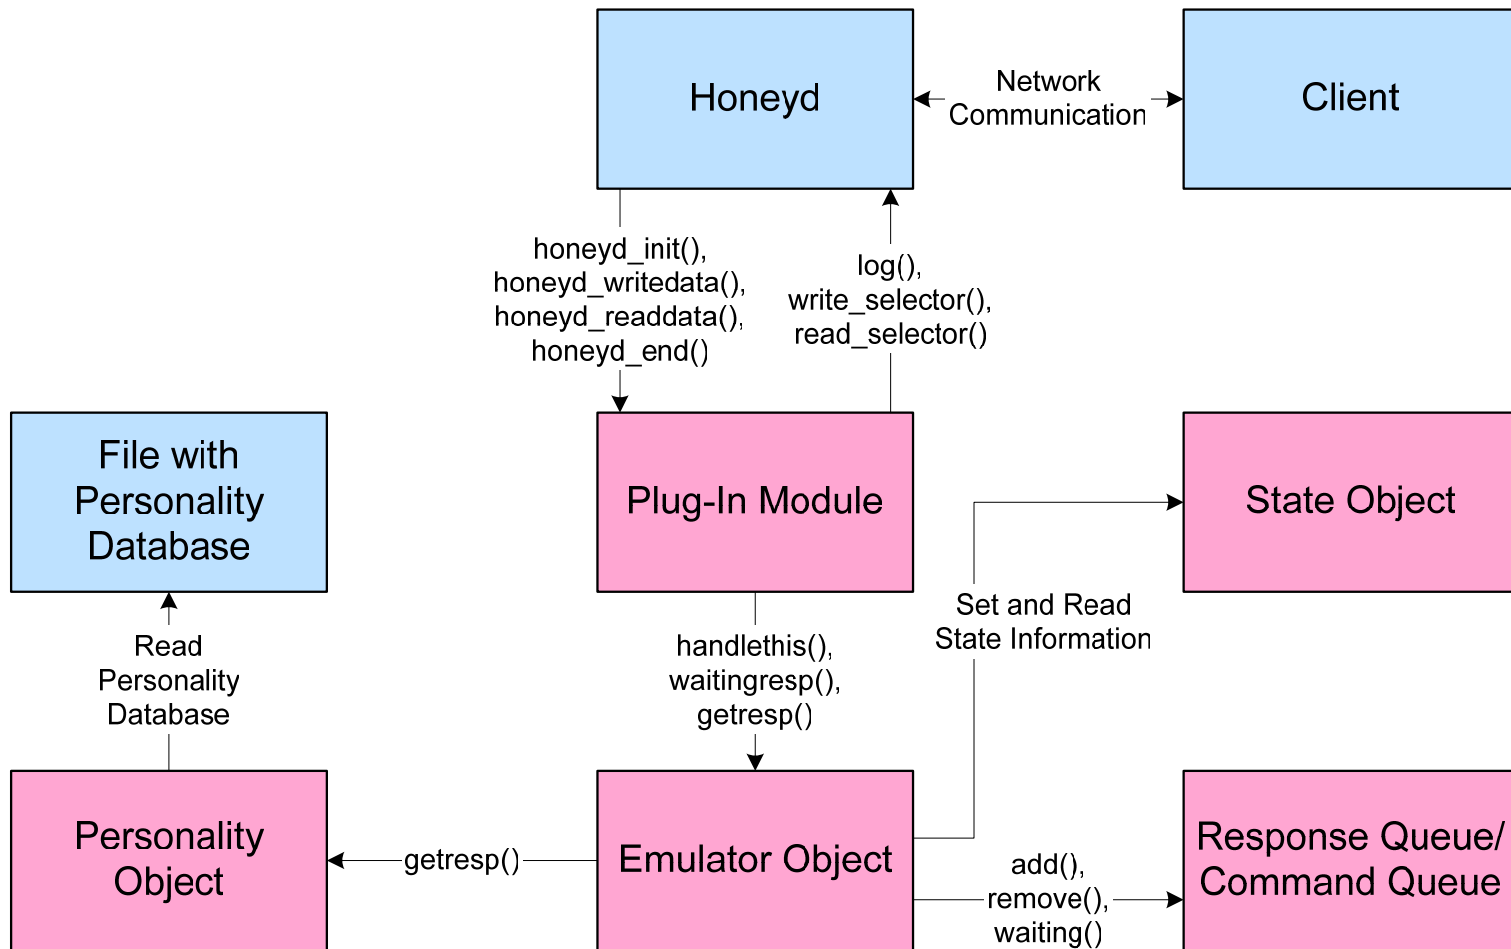 Honeyd
Network
Communication
Client
honeyd_init(),
honeyd_writedata(),
honeyd_readdata(),
honeyd_end()
log(),
write_selector(),
read_selector()
File with
Personality
Database
Plug-In Module
State Object
Set and Read
State Information
Read
Personality
Database
handlethis(),
waitingresp(),
getresp()
Personality
Object
getresp()
Emulator Object
add(),
remove(),
waiting()
Response Queue/
Command Queue